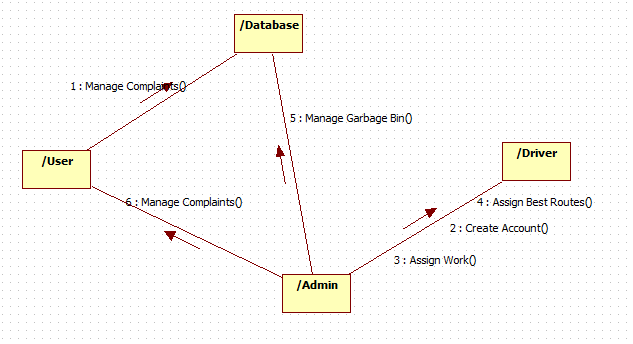 /Database
1 : Manage Complaints()
5 : Manage Garbage Bin()
/User
/Driver
6 : Manage Complaints()
4 : Assign Best Routes()
2 : Create Account()
3 : Assign Work()
/Admin